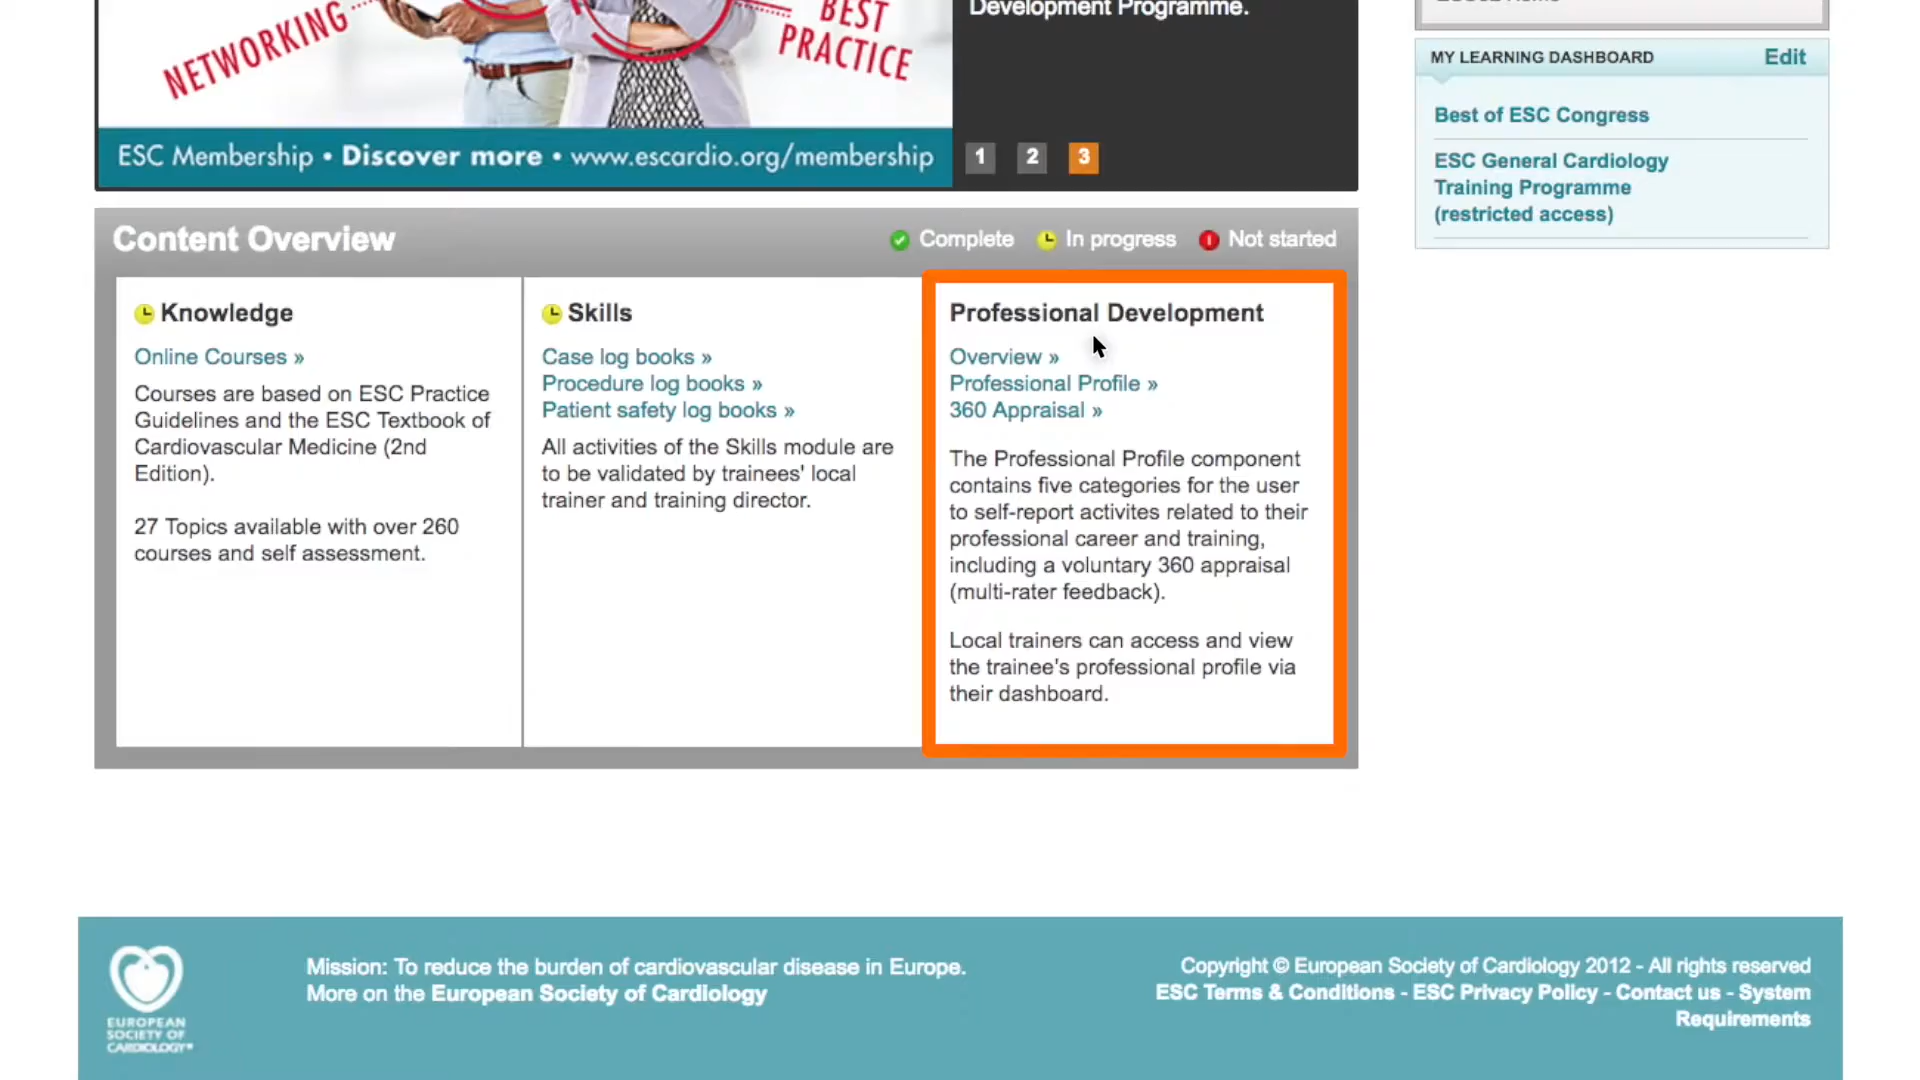 NETWORKING
BEST
PRACTICE
Development Programme.
ESC Membership • Discover more • www.escardio.org/membership
1 2 3
MY LEARNING DASHBOARD Edit
Best of ESC Congress
ESC General Cardiology
Training Programme
(restricted access)
Content Overview Complete In progress Not started
Knowledge
Online Courses »
Courses are based on ESC Practice
Guidelines and the ESC Textbook of
Cardiovascular Medicine (2nd
Edition).
27 Topics available with over 260
courses and self assessment.
Skills
Case log books »
Procedure log books »
Patient safety log books »
All activities of the Skills module are
to be validated by trainees' local
trainer and training director.
Professional Development
Overview »
Professional Profile »
360 Appraisal »
The Professional Profile component
contains five categories for the user
to self-report activites related to their
professional career and training,
including a voluntary 360 appraisal
(multi-rater feedback).
Local trainers can access and view
the trainee's professional profile via
their dashboard.
EUROPEAN
SOCIETY OF
CARDIOLOGY®
Mission: To reduce the burden of cardiovascular disease in Europe.
More on the European Society of Cardiology
Copyright © European Society of Cardiology 2012 - All rights reserved
ESC Terms & Conditions - ESC Privacy Policy - Contact us - System
Requirements